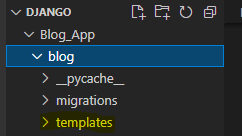 DJANGO
Blog_App
blog
__pycache__
migrations
templates